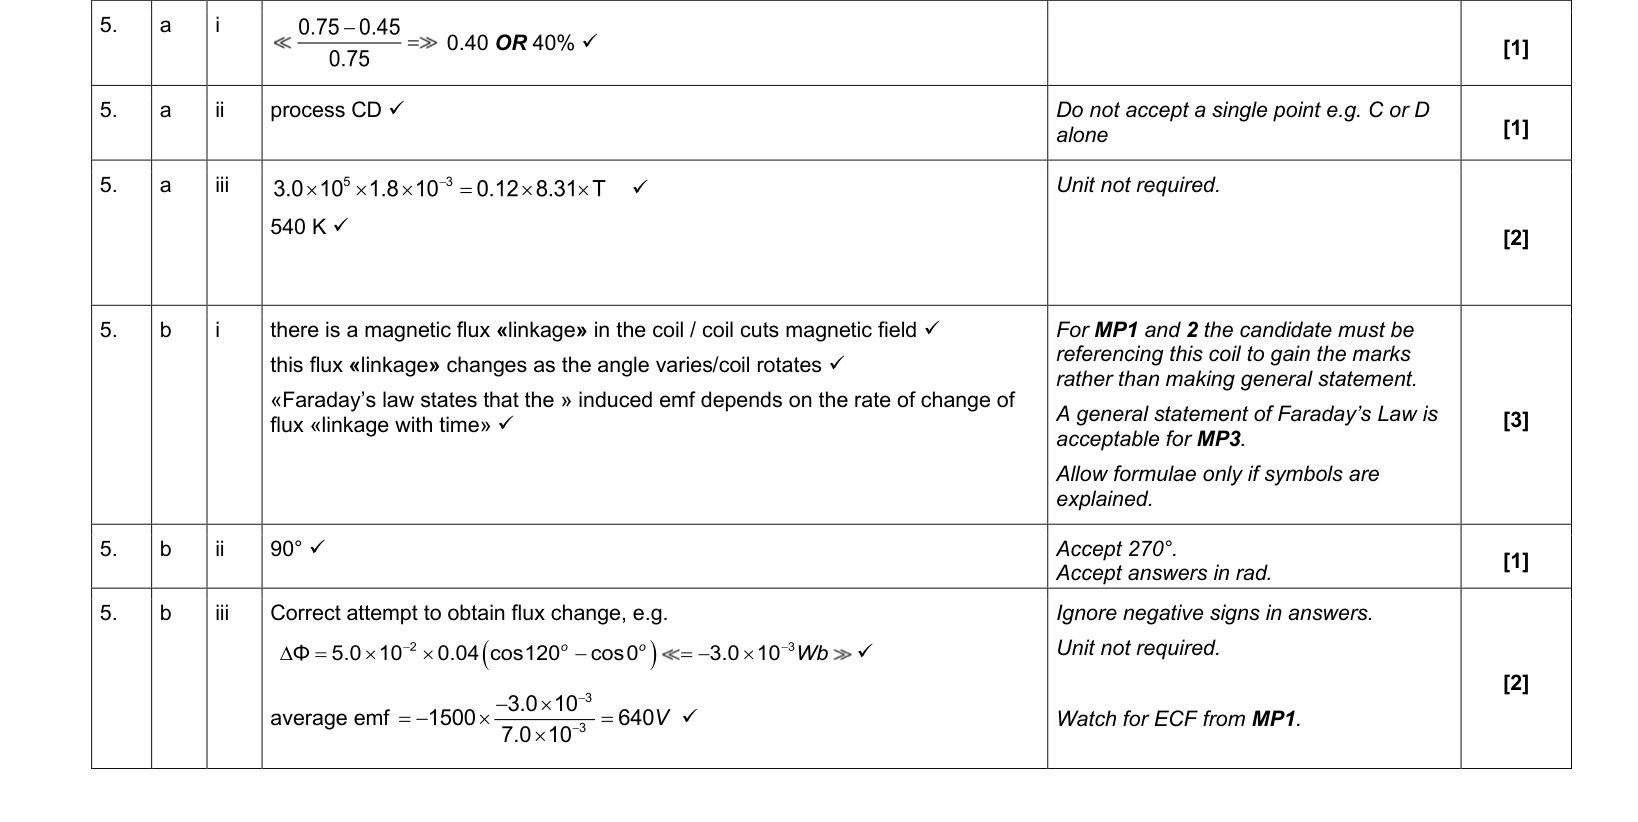 5. a i ≪ (0.75 – 0.45)/0.75 =≫ 0.40 OR 40% ✓ [1]
5. a ii process CD ✓ Do not accept a single point e.g. C or D
alone [1]
5. a iii 3.0×10⁵ ×1.8×10⁻³ = 0.12×8.31×T ✓ Unit not required.
540 K ✓ [2]
5. b i there is a magnetic flux «linkage» in the coil / coil cuts magnetic field ✓
this flux «linkage» changes as the angle varies/coil rotates ✓
«Faraday’s law states that the » induced emf depends on the rate of change of
flux «linkage with time» ✓
For MP1 and 2 the candidate must be
referencing this coil to gain the marks
rather than making general statement.
A general statement of Faraday’s Law is
acceptable for MP3.
Allow formulae only if symbols are
explained.
[3]
5. b ii 90° ✓ Accept 270°.
Accept answers in rad. [1]
5. b iii Correct attempt to obtain flux change, e.g.
ΔΦ = 5.0×10⁻² ×0.04(cos120° – cos0°) ≪= –3.0×10⁻³Wb ≫ ✓
average emf = –1500× (–3.0×10⁻³)/(7.0×10⁻³) = 640V ✓
Ignore negative signs in answers.
Unit not required.
Watch for ECF from MP1.
[2]